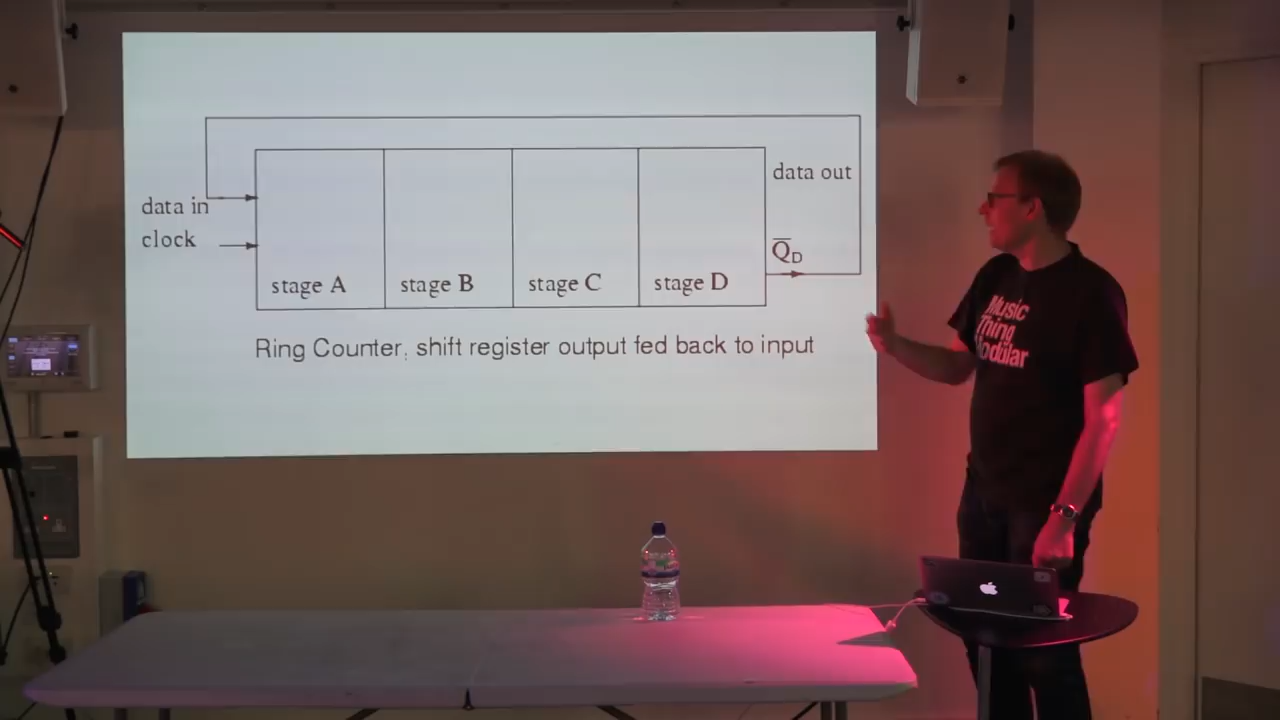 data out
data in
clock
Q̅D
stage A
stage B
stage C
stage D
Ring Counter, shift register output fed back to input
Music
Thing
Modular